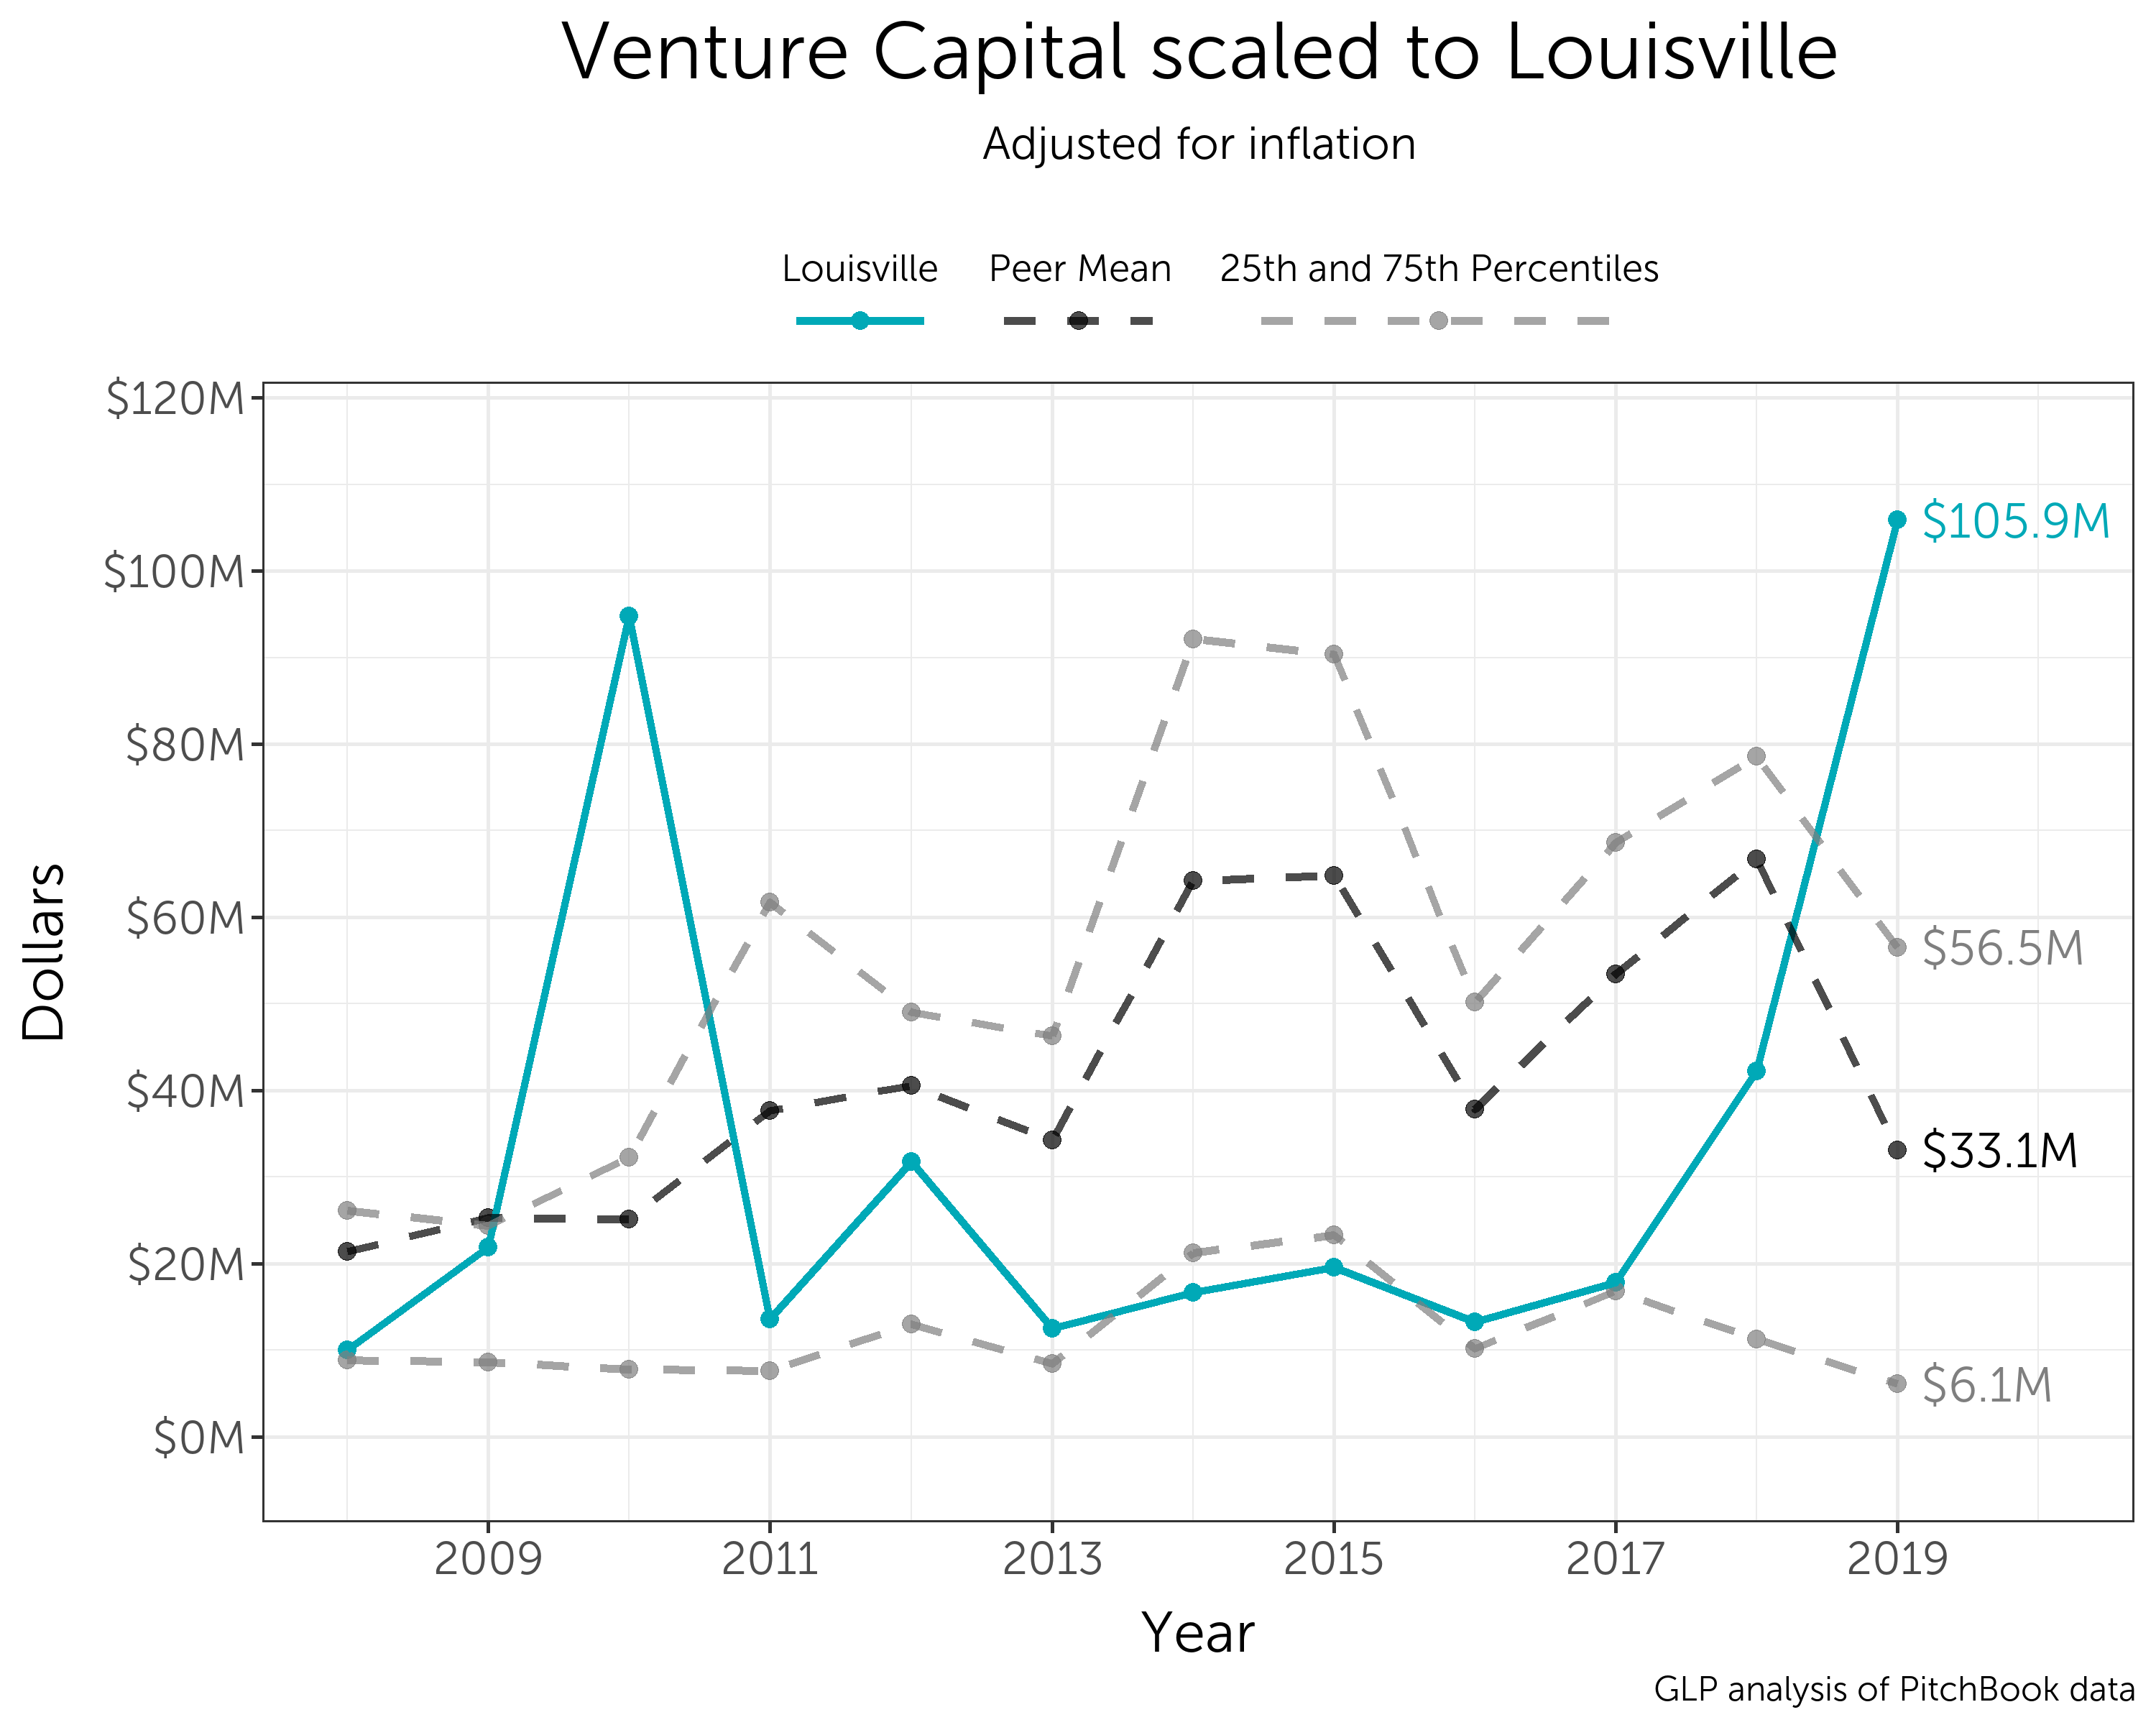 Venture Capital scaled to Louisville
Adjusted for inflation
Louisville
Peer Mean
25th and 75th Percentiles
$120M
$100M
$80M
$60M
$40M
$20M
$0M
Dollars
$105.9M
$56.5M
$33.1M
$6.1M
2009
2011
2013
2015
2017
2019
Year
GLP analysis of PitchBook data